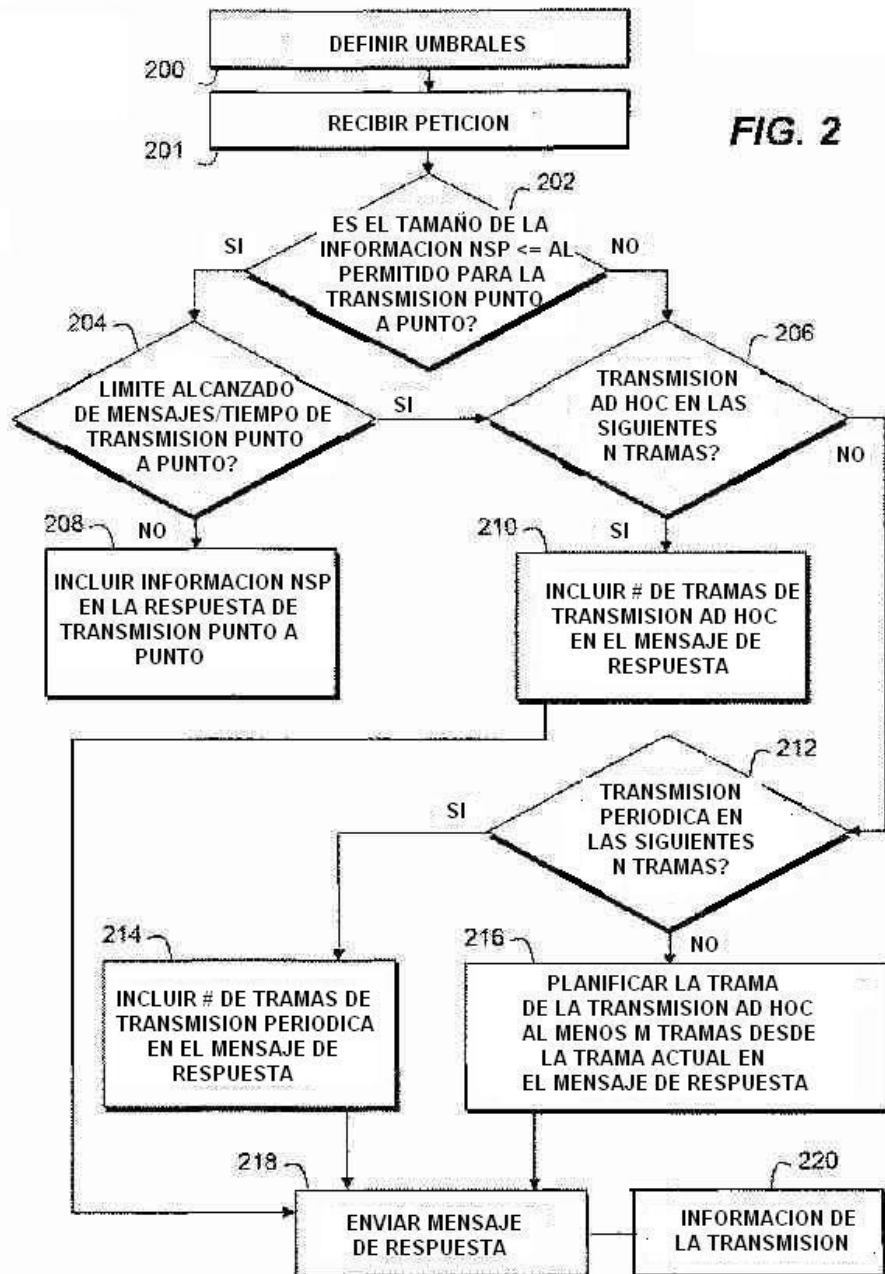 DEFINIR UMBRALES
200
RECIBIR PETICION
201
FIG. 2
202
ES EL TAMAÑO DE LA
INFORMACION NSP <= AL
PERMITIDO PARA LA
TRANSMISION PUNTO
A PUNTO?
SI
NO
204
LIMITE ALCANZADO
DE MENSAJES/TIEMPO DE
TRANSMISION PUNTO
A PUNTO?
SI
206
TRANSMISION
AD HOC EN LAS
SIGUIENTES
N TRAMAS?
NO
208
NO
INCLUIR INFORMACION NSP
EN LA RESPUESTA DE
TRANSMISION PUNTO A
PUNTO
210
SI
INCLUIR # DE TRAMAS DE
TRANSMISION AD HOC
EN EL MENSAJE DE
RESPUESTA
212
TRANSMISION
PERIODICA EN
LAS SIGUIENTES
N TRAMAS?
SI
NO
214
INCLUIR # DE TRAMAS DE
TRANSMISION PERIODICA
EN EL MENSAJE DE
RESPUESTA
216
PLANIFICAR LA TRAMA
DE LA TRANSMISION AD HOC
AL MENOS M TRAMAS DESDE
LA TRAMA ACTUAL EN
EL MENSAJE DE RESPUESTA
218
ENVIAR MENSAJE
DE RESPUESTA
220
INFORMACION DE
LA TRANSMISION